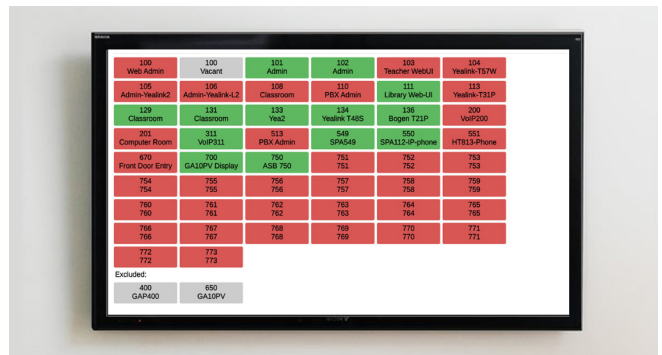 100 100 101 102 103 104
Web Admin Vacant Admin Admin Teacher WebUI Yealink-T57W
105 106 108 110 111 113
Admin-Yealink2 Admin-Yealink-L2 Classroom PBX Admin Library Web-UI Yealink-T31P
129 131 133 134 136 200
Classroom Classroom Yea2 Yealink T48S Bogen T21P VoIP200
201 311 513 549 550 551
Computer Room VoIP311 PBX Admin SPA549 SPA112-IP-phone HT813-Phone
670 700 750 751 752 753
Front Door Entry GA10PV Display ASB 750 751 752 753
754 755 756 757 758 759
754 755 756 757 758 759
760 761 762 763 764 765
760 761 762 763 764 765
766 767 768 769 770 771
766 767 768 769 770 771
772 773
772 773
Excluded:
400 650
GAP400 GA10PV